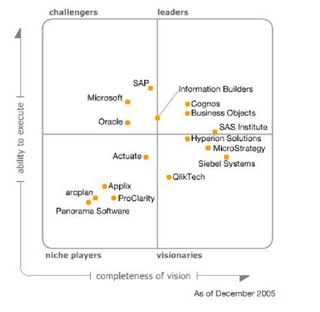 challengers
leaders
SAP
Information Builders
Microsoft
Cognos
Business Objects
Oracle
SAS Institute
Hyperion Solutions
MicroStrategy
Actuate
Siebel Systems
QlikTech
Applix
arcplan
ProClarity
Panorama Software
niche players
visionaries
ability to execute
completeness of vision
As of December 2005